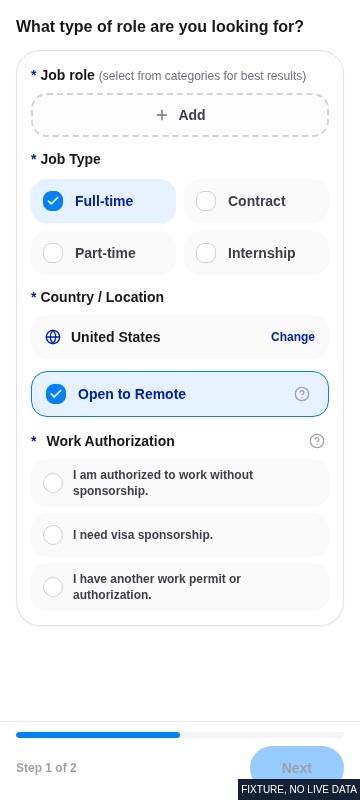 What type of role are you looking for?
* Job role (select from categories for best results)
+ Add
* Job Type
Full-time
Contract
Part-time
Internship
* Country / Location
United States
Change
Open to Remote
?
* Work Authorization
?
I am authorized to work without
sponsorship.
I need visa sponsorship.
I have another work permit or
authorization.
Step 1 of 2
Next
FIXTURE, NO LIVE DATA